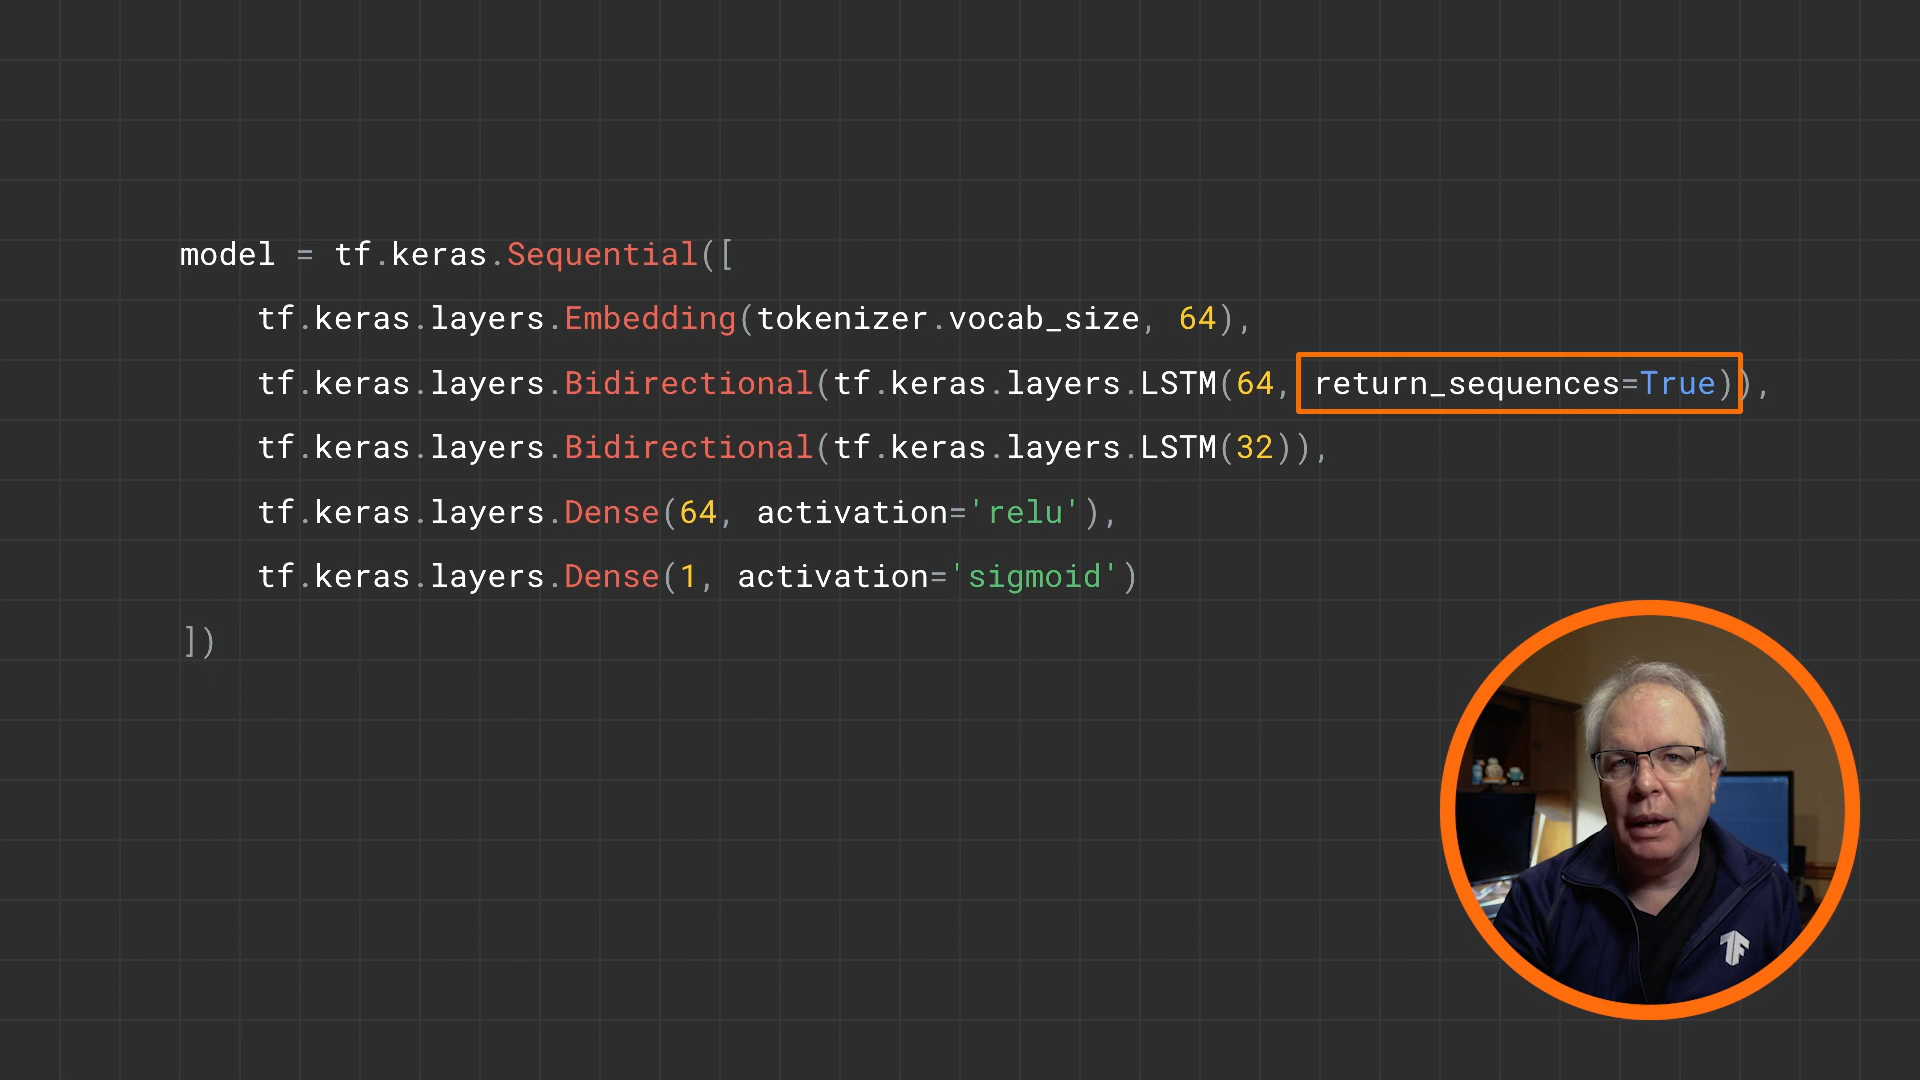 model = tf.keras.Sequential([
    tf.keras.layers.Embedding(tokenizer.vocab_size, 64),
    tf.keras.layers.Bidirectional(tf.keras.layers.LSTM(64, return_sequences=True)),
    tf.keras.layers.Bidirectional(tf.keras.layers.LSTM(32)),
    tf.keras.layers.Dense(64, activation='relu'),
    tf.keras.layers.Dense(1, activation='sigmoid')
])